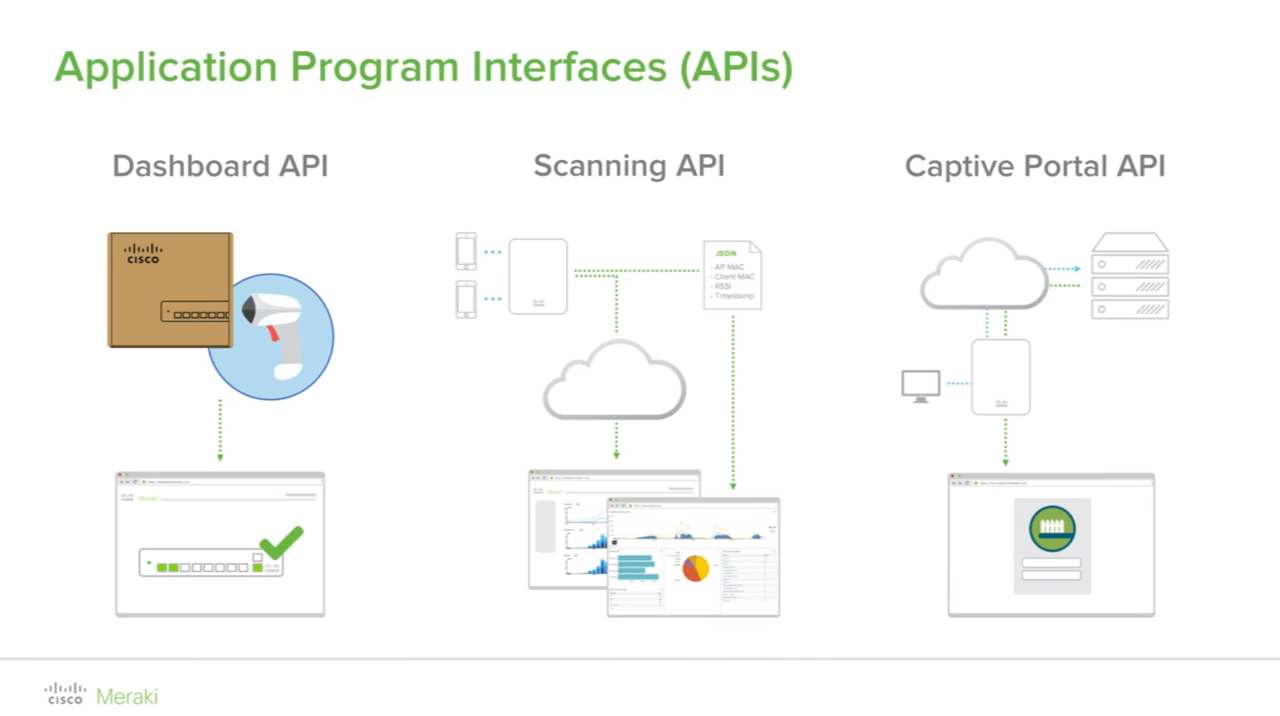 Application Program Interfaces (APIs)
Dashboard API
Scanning API
Captive Portal API
CISCO
JSON
- AP MAC
- Client MAC
- RSSI
- Timestamp
CISCO
Meraki
CISCO Meraki